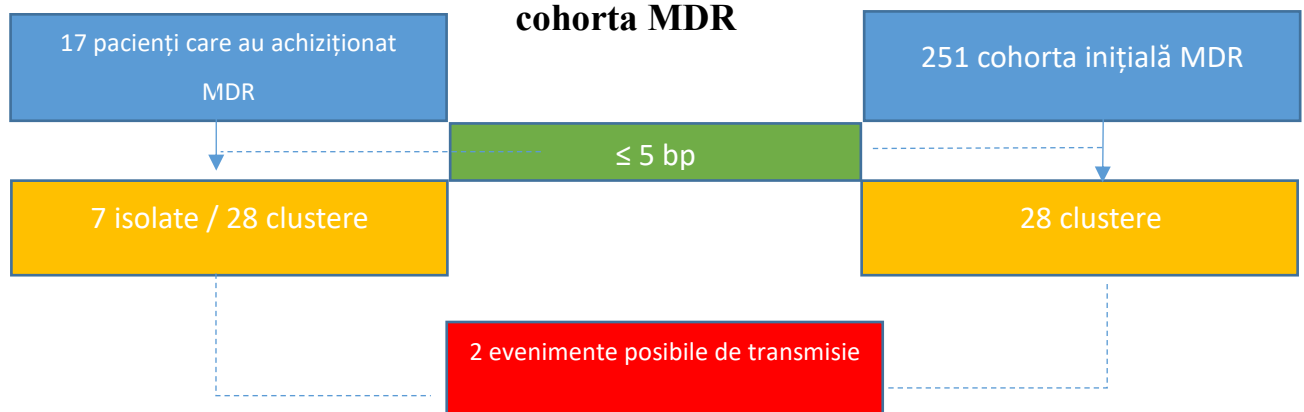 cohorta MDR
17 pacienți care au achiziționat
MDR
251 cohorta inițială MDR
≤ 5 bp
7 isolate / 28 clustere
28 clustere
2 evenimente posibile de transmisie